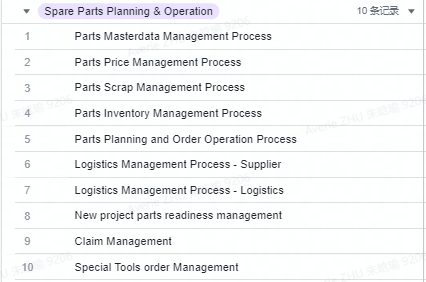 Spare Parts Planning & Operation 10 条记录
1 Parts Masterdata Management Process
2 Parts Price Management Process
3 Parts Scrap Management Process
4 Parts Inventory Management Process
5 Parts Planning and Order Operation Process
6 Logistics Management Process - Supplier
7 Logistics Management Process - Logistics
8 New project parts readiness management
9 Claim Management
10 Special Tools order Management